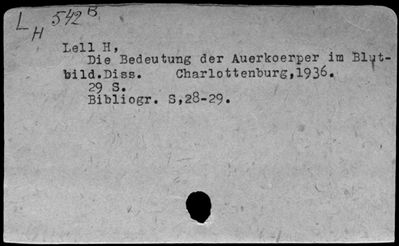 L H 542 B
Lell H,
Die Bedeutung der Auerkoerper im Blut-
bild.Diss. Charlottenburg,1936.
29 S.
Bibliogr. S,28-29.